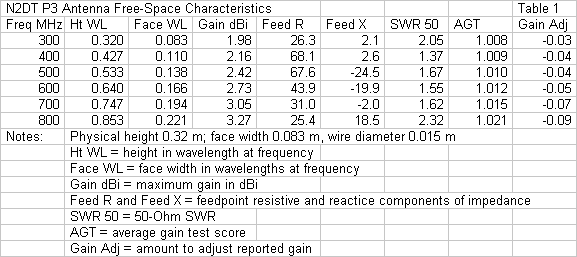 N2DT P3 Antenna Free-Space Characteristics Table 1
Freq MHz Ht WL Face WL Gain dBi Feed R Feed X SWR 50 AGT Gain Adj
300 0.320 0.083 1.98 26.3 2.1 2.05 1.008 -0.03
400 0.427 0.110 2.16 68.1 2.6 1.37 1.009 -0.04
500 0.533 0.138 2.42 67.6 -24.5 1.67 1.010 -0.04
600 0.640 0.166 2.73 43.9 -19.9 1.55 1.012 -0.05
700 0.747 0.194 3.05 31.0 -2.0 1.62 1.015 -0.07
800 0.853 0.221 3.27 25.4 18.5 2.32 1.021 -0.09
Notes: Physical height 0.32 m; face width 0.083 m, wire diameter 0.015 m
Ht WL = height in wavelength at frequency
Face WL = face width in wavelengths at frequency
Gain dBi = maximum gain in dBi
Feed R and Feed X = feedpoint resistive and reactice components of impedance
SWR 50 = 50-Ohm SWR
AGT = average gain test score
Gain Adj = amount to adjust reported gain